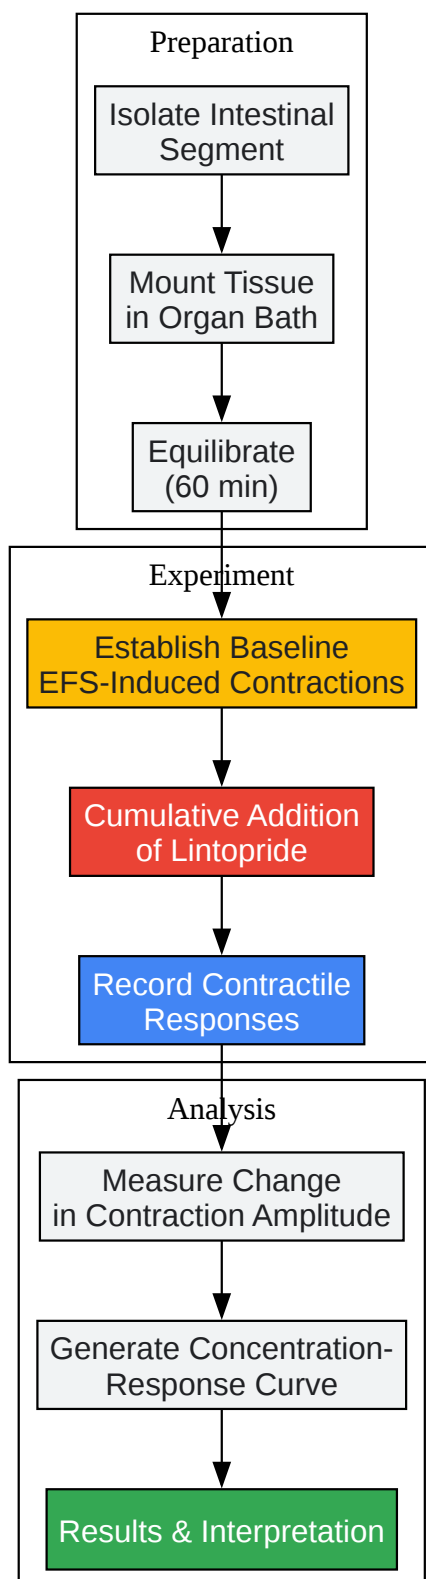 Preparation
Isolate Intestinal
Segment
Mount Tissue
in Organ Bath
Equilibrate
(60 min)
Experiment
Establish Baseline
EFS-Induced Contractions
Cumulative Addition
of Lintopride
Record Contractile
Responses
Analysis
Measure Change
in Contraction Amplitude
Generate Concentration-
Response Curve
Results & Interpretation